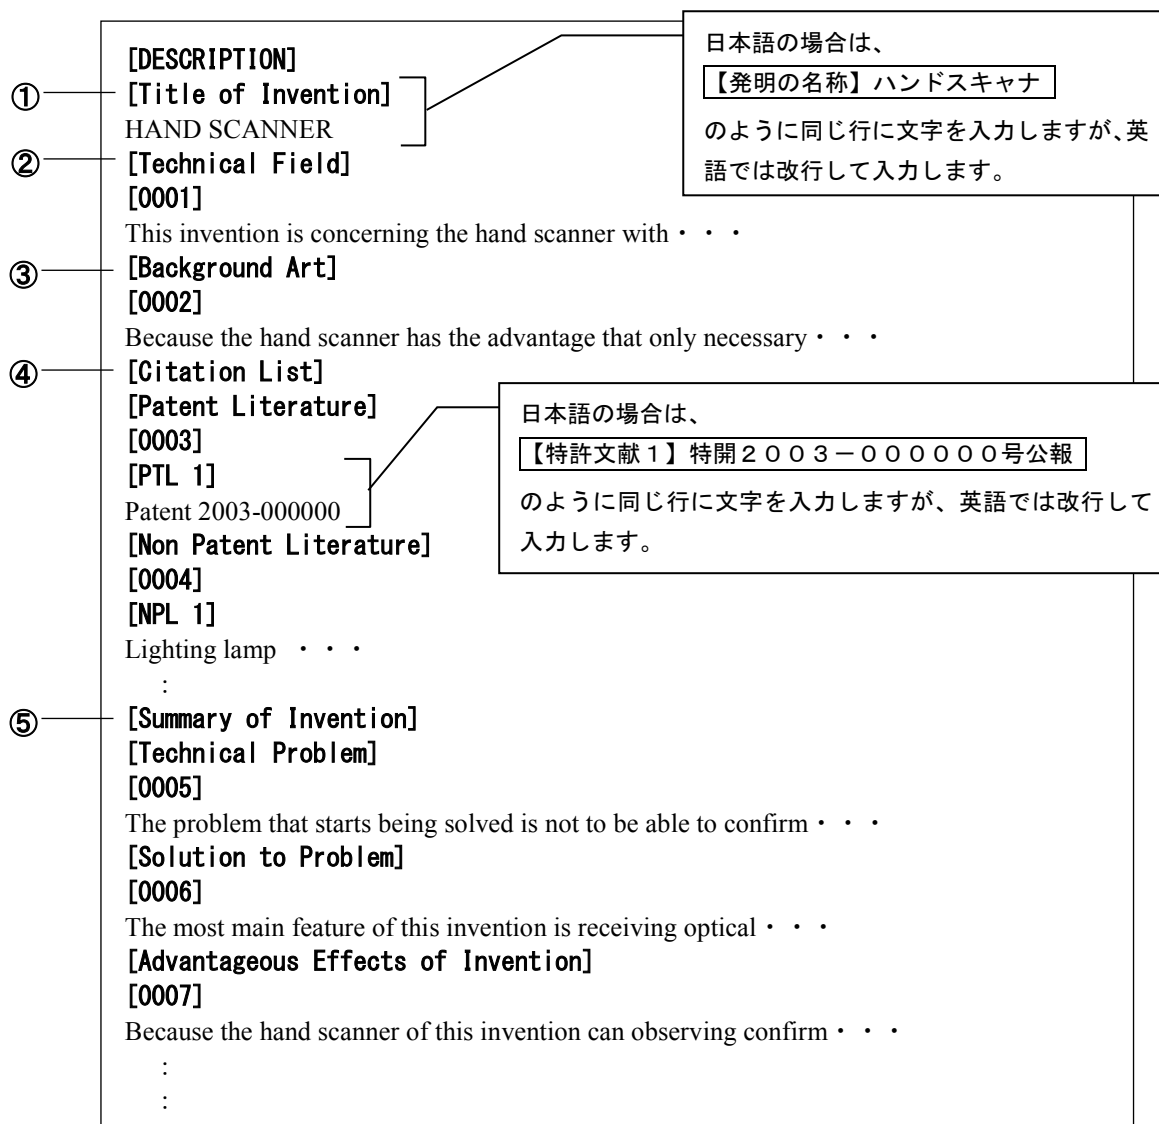 [DESCRIPTION]
① [Title of Invention]
HAND SCANNER
日本語の場合は、
【発明の名称】ハンドスキャナ
のように同じ行に文字を入力しますが、英
語では改行して入力します。
② [Technical Field]
[0001]
This invention is concerning the hand scanner with・・・
③ [Background Art]
[0002]
Because the hand scanner has the advantage that only necessary・・・
④ [Citation List]
[Patent Literature]
[0003]
[PTL 1]
Patent 2003-000000
日本語の場合は、
【特許文献1】特開2003-000000号公報
のように同じ行に文字を入力しますが、英語では改行して
入力します。
[Non Patent Literature]
[0004]
[NPL 1]
Lighting lamp ・・・
:
⑤ [Summary of Invention]
[Technical Problem]
[0005]
The problem that starts being solved is not to be able to confirm・・・
[Solution to Problem]
[0006]
The most main feature of this invention is receiving optical・・・
[Advantageous Effects of Invention]
[0007]
Because the hand scanner of this invention can observing confirm・・・
:
: